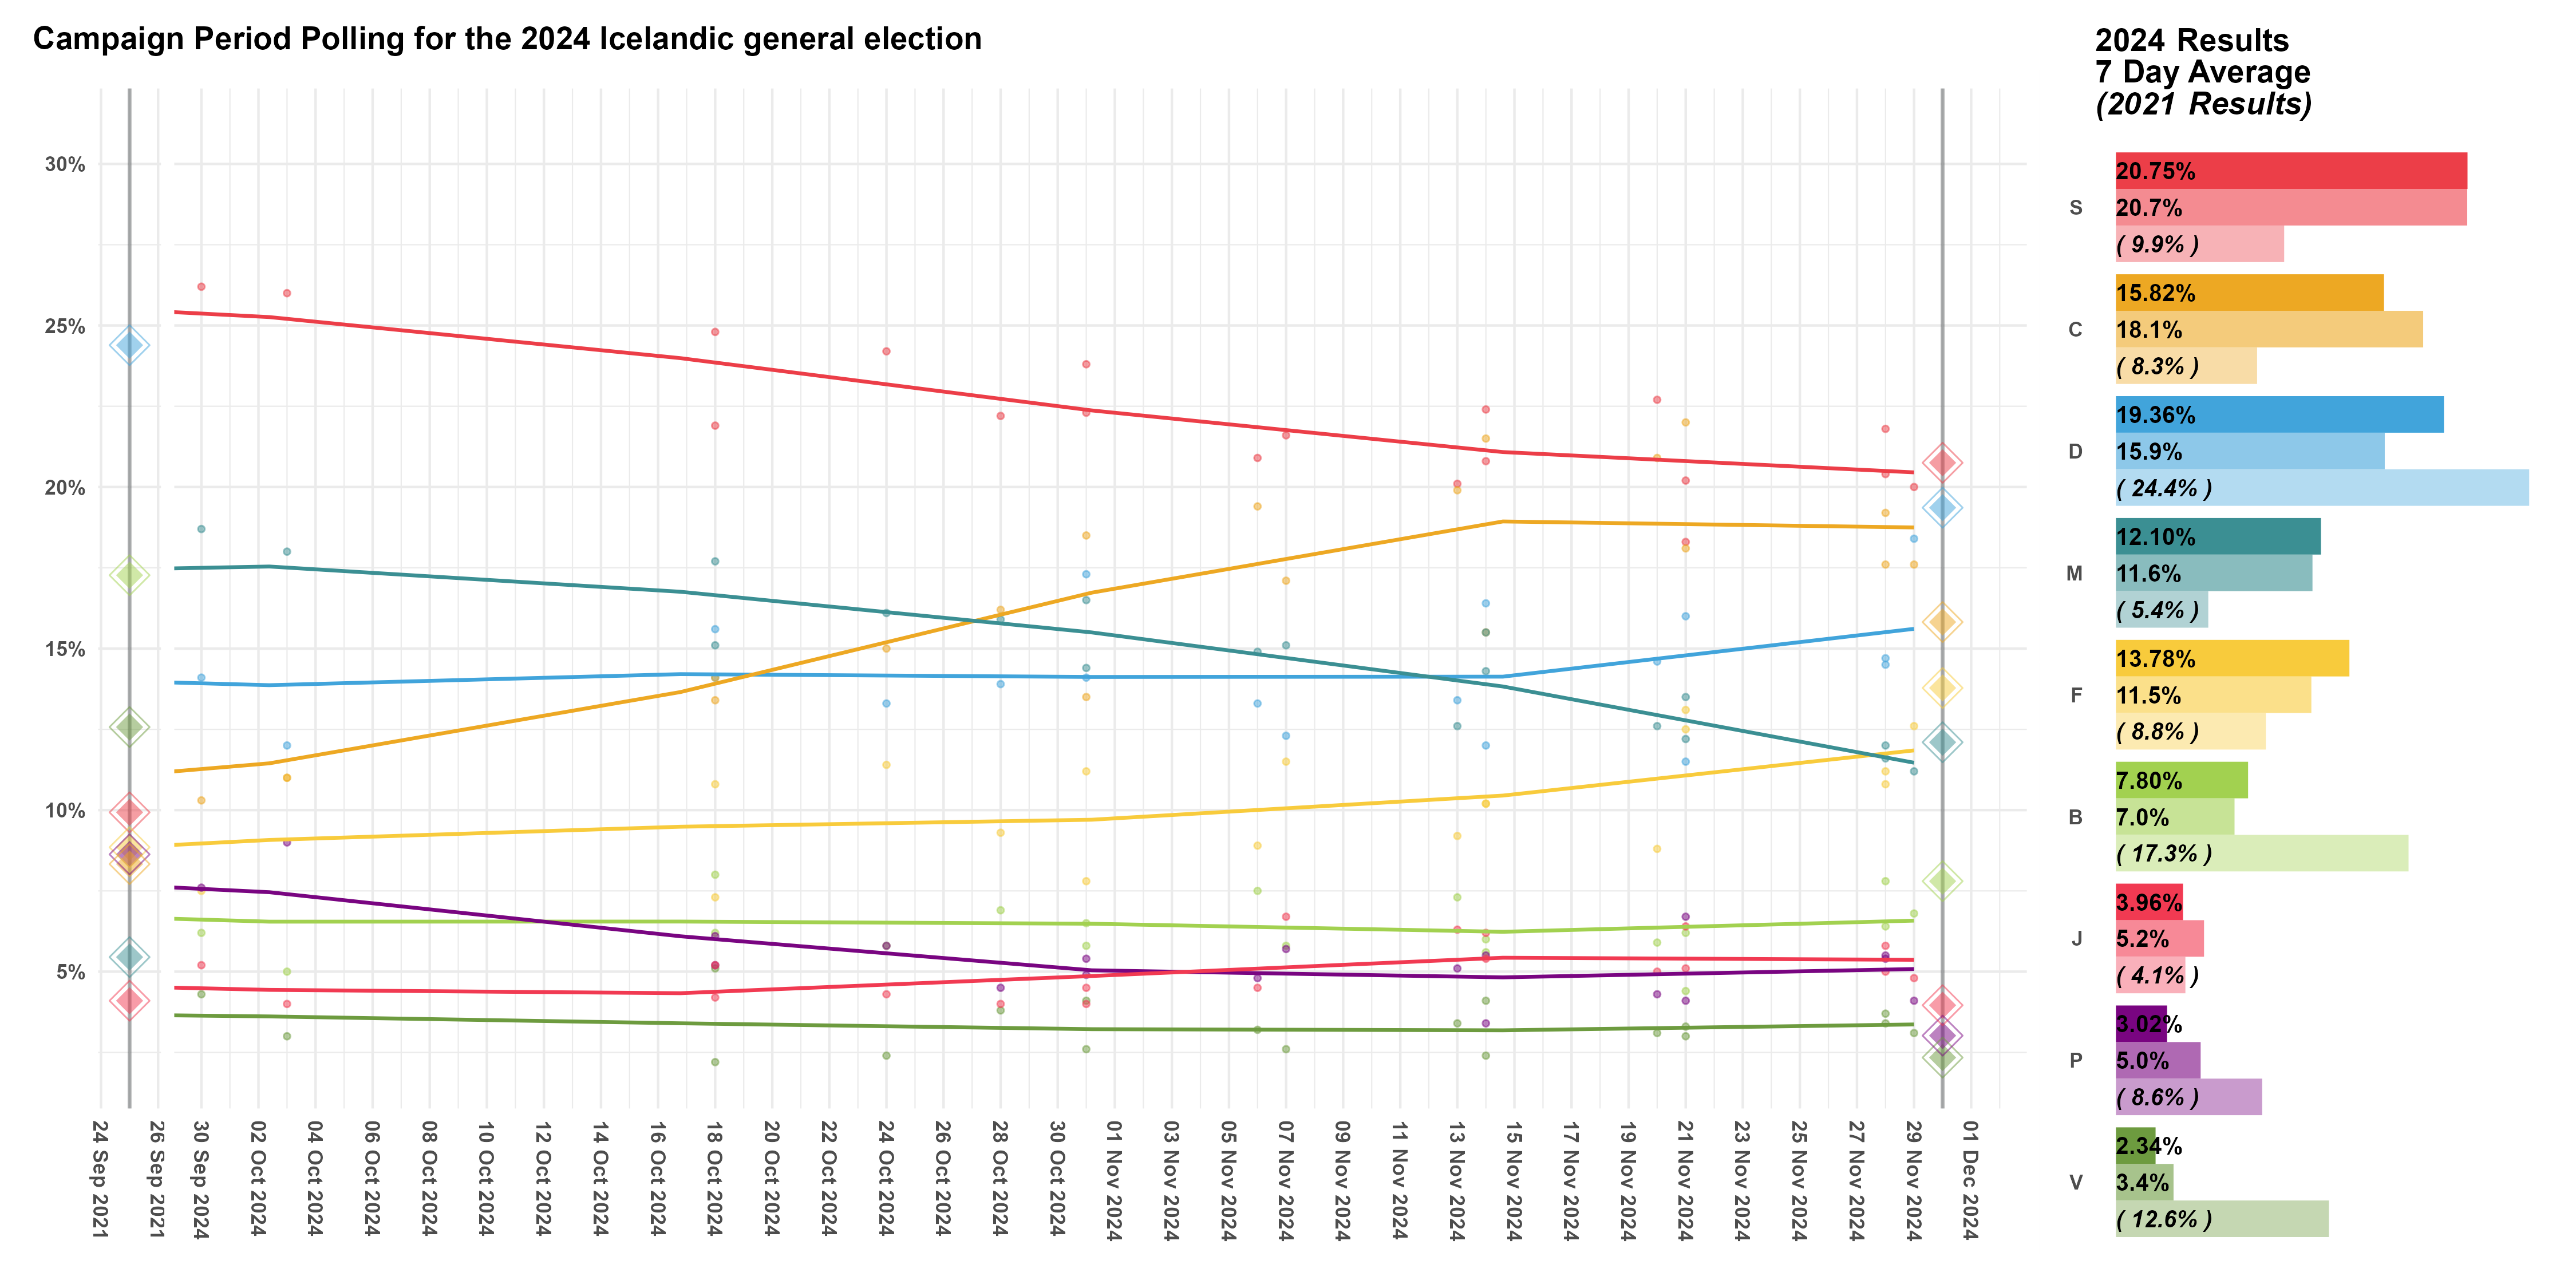 Campaign Period Polling for the 2024 Icelandic general election
30%
25%
20%
15%
10%
5%
24 Sep 2021
26 Sep 2021
30 Sep 2024
02 Oct 2024
04 Oct 2024
06 Oct 2024
08 Oct 2024
10 Oct 2024
12 Oct 2024
14 Oct 2024
16 Oct 2024
18 Oct 2024
20 Oct 2024
22 Oct 2024
24 Oct 2024
26 Oct 2024
28 Oct 2024
30 Oct 2024
01 Nov 2024
03 Nov 2024
05 Nov 2024
07 Nov 2024
09 Nov 2024
11 Nov 2024
13 Nov 2024
15 Nov 2024
17 Nov 2024
19 Nov 2024
21 Nov 2024
23 Nov 2024
25 Nov 2024
27 Nov 2024
29 Nov 2024
01 Dec 2024
2024 Results
7 Day Average
(2021 Results)
20.75%
S 20.7%
( 9.9% )
15.82%
C 18.1%
( 8.3% )
19.36%
D 15.9%
( 24.4% )
12.10%
M 11.6%
( 5.4% )
13.78%
F 11.5%
( 8.8% )
7.80%
B 7.0%
( 17.3% )
3.96%
J 5.2%
( 4.1% )
3.02%
P 5.0%
( 8.6% )
2.34%
V 3.4%
( 12.6% )